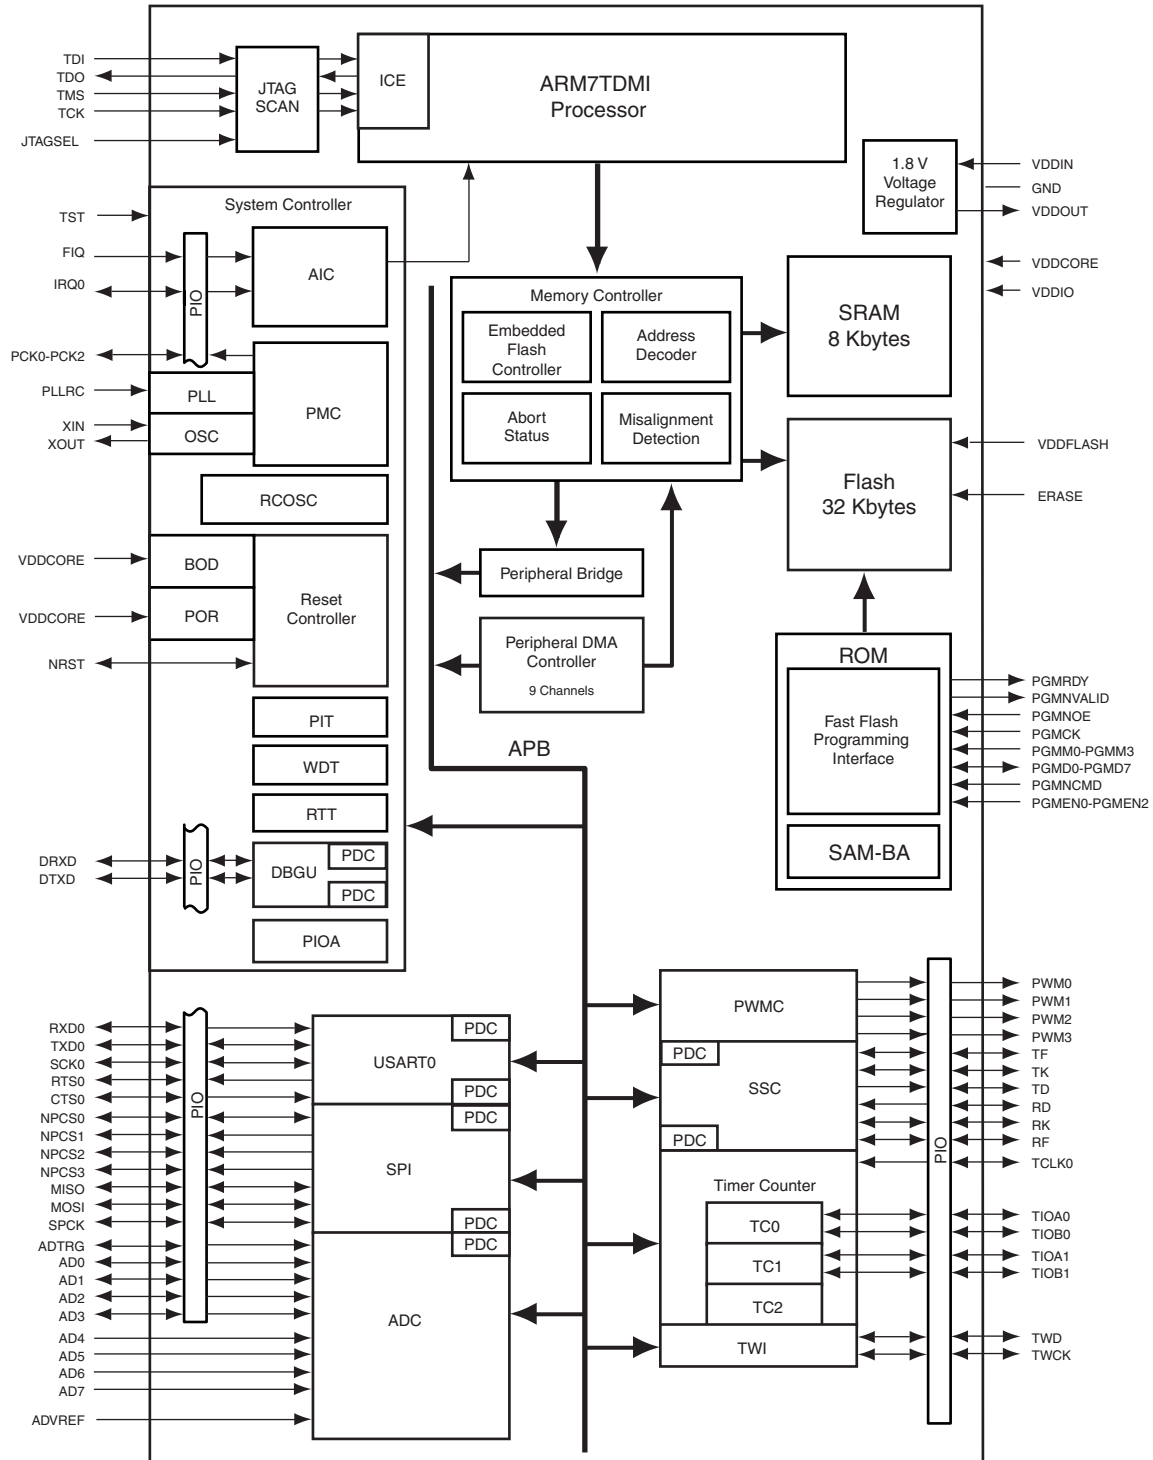 TDI
TDO
TMS
TCK
JTAGSEL
JTAG
SCAN
ICE
ARM7TDMI
Processor
1.8 V
Voltage
Regulator
VDDIN
GND
VDDOUT
VDDCORE
VDDIO
System Controller
TST
FIQ
IRQ0
PIO
AIC
PCK0-PCK2
PLLRC
XIN
XOUT
PLL
OSC
PMC
RCOSC
VDDCORE
BOD
VDDCORE
POR
NRST
Reset
Controller
PIT
WDT
RTT
DRXD
DTXD
PIO
DBGU
PDC
PDC
PIOA
Memory Controller
Embedded
Flash
Controller
Address
Decoder
Abort
Status
Misalignment
Detection
SRAM
8 Kbytes
Flash
32 Kbytes
VDDFLASH
ERASE
Peripheral Bridge
Peripheral DMA
Controller
9 Channels
APB
ROM
Fast Flash
Programming
Interface
SAM-BA
PGMRDY
PGMNVALID
PGMNOE
PGMCK
PGMM0-PGMM3
PGMD0-PGMD7
PGMNCMD
PGMEN0-PGMEN2
RXD0
TXD0
SCK0
RTS0
CTS0
NPCS0
NPCS1
NPCS2
NPCS3
MISO
MOSI
SPCK
ADTRG
AD0
AD1
AD2
AD3
AD4
AD5
AD6
AD7
ADVREF
PIO
PDC
USART0
PDC
PDC
SPI
PDC
PDC
ADC
PWMC
PDC
SSC
PDC
Timer Counter
TC0
TC1
TC2
TWI
PIO
PWM0
PWM1
PWM2
PWM3
TF
TK
TD
RD
RK
RF
TCLK0
TIOA0
TIOB0
TIOA1
TIOB1
TWD
TWCK